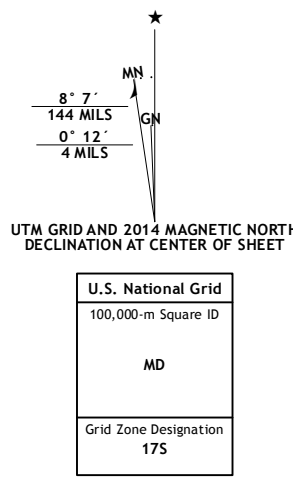 ★
MN
8° 7´
144 MILS
GN
0° 12´
4 MILS
UTM GRID AND 2014 MAGNETIC NORTH
DECLINATION AT CENTER OF SHEET
U.S. National Grid
100,000-m Square ID
MD
Grid Zone Designation
17S